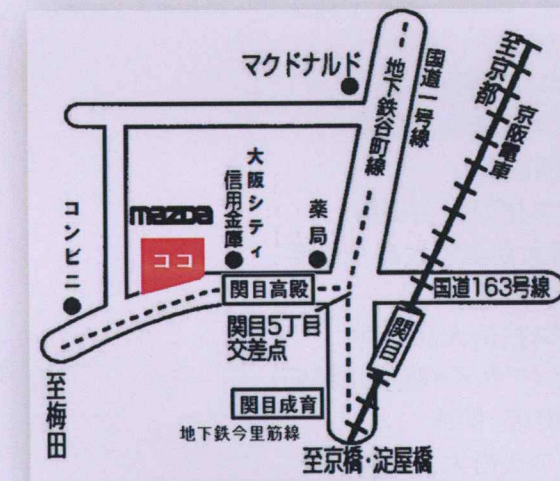 マクドナルド
国道一号線
地下鉄谷町線
至京都
京阪電車
大阪シティ
信用金庫
薬局
コンビニ
mazda
ココ
関目高殿
国道163号線
関目5丁目
交差点
関目
関目成育
地下鉄今里筋線
至梅田
至京橋・淀屋橋